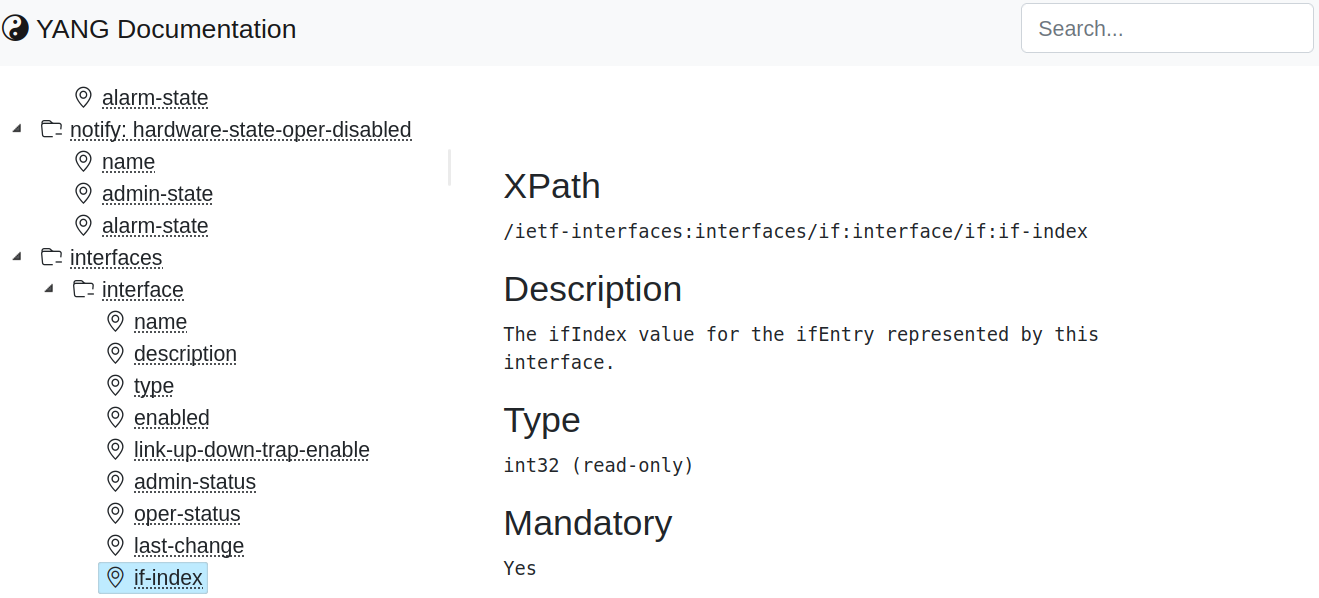 YANG Documentation
Search...
alarm-state
notify: hardware-state-oper-disabled
name
admin-state
alarm-state
interfaces
interface
name
description
type
enabled
link-up-down-trap-enable
admin-status
oper-status
last-change
if-index
XPath
/ietf-interfaces:interfaces/if:interface/if:if-index
Description
The ifIndex value for the ifEntry represented by this
interface.
Type
int32 (read-only)
Mandatory
Yes